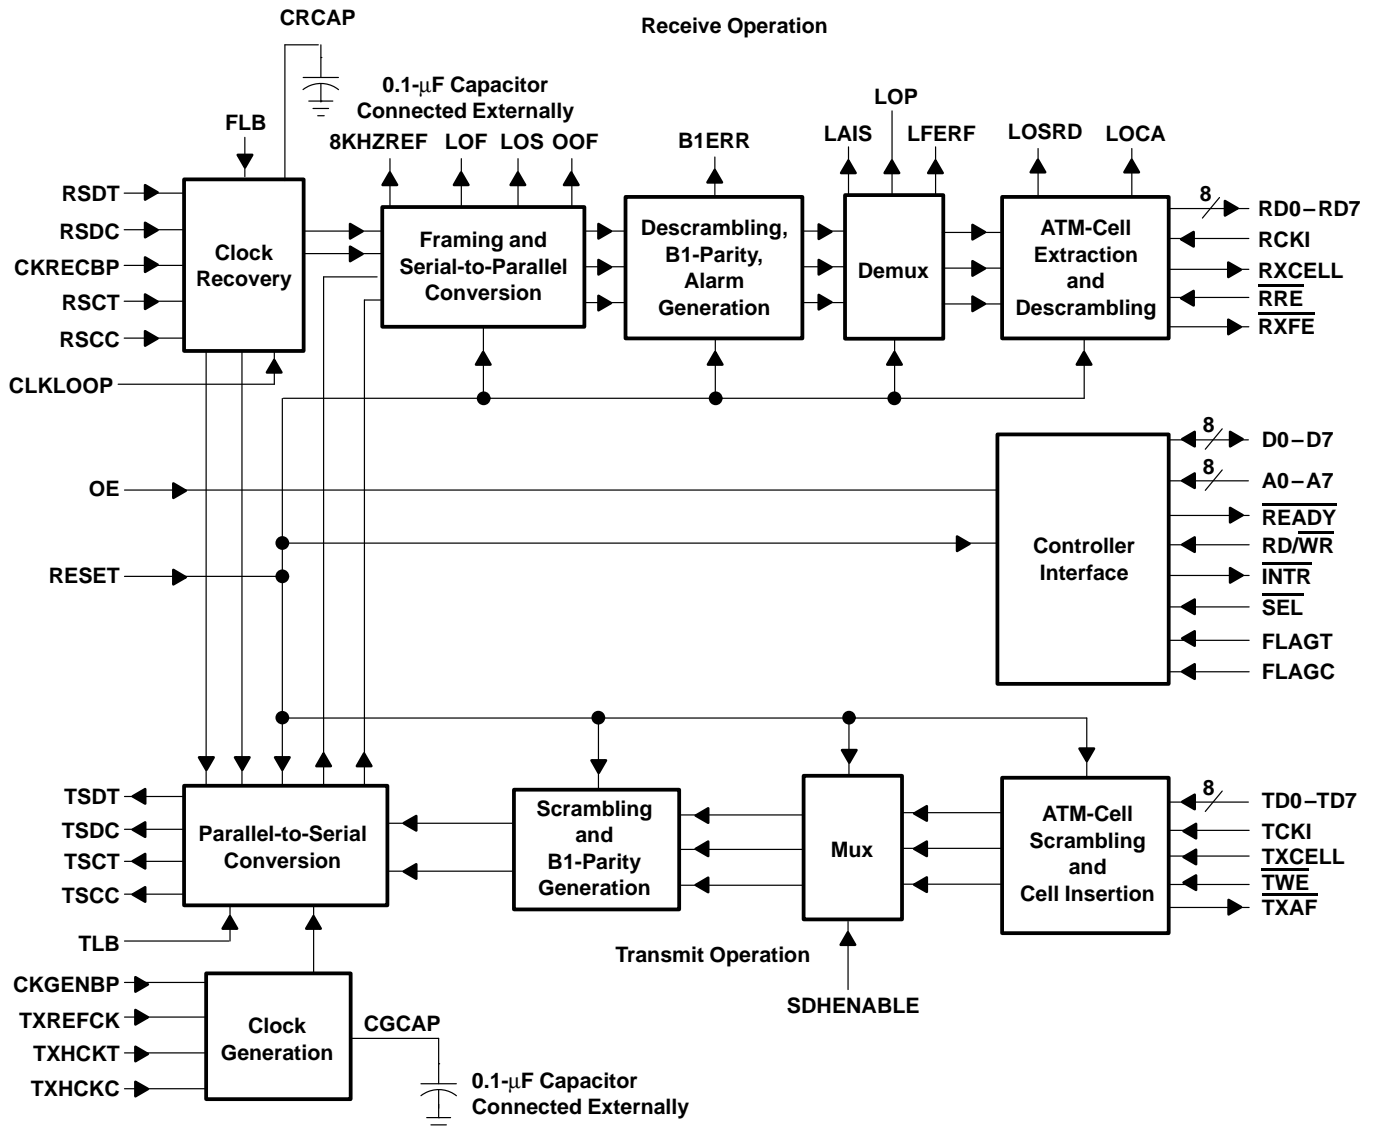 CRCAP
Receive Operation
0.1-μF Capacitor
Connected Externally
FLB
8KHZREF
LOF
LOS
OOF
B1ERR
LAIS
LOP
LFERF
LOSRD
LOCA
RSDT
RSDC
CKRECBP
RSCT
RSCC
CLKLOOP
Clock
Recovery
Framing and
Serial-to-Parallel
Conversion
Descrambling,
B1-Parity,
Alarm
Generation
Demux
ATM-Cell
Extraction
and
Descrambling
8
RD0–RD7
RCKI
RXCELL
RRE
RXFE
OE
RESET
Controller
Interface
8
D0–D7
8
A0–A7
READY
RD/WR
INTR
SEL
FLAGT
FLAGC
TSDT
TSDC
TSCT
TSCC
TLB
Parallel-to-Serial
Conversion
Scrambling
and
B1-Parity
Generation
Mux
ATM-Cell
Scrambling
and
Cell Insertion
8
TD0–TD7
TCKI
TXCELL
TWE
TXAF
Transmit Operation
SDHENABLE
CKGENBP
TXREFCK
TXHCKT
TXHCKC
Clock
Generation
CGCAP
0.1-μF Capacitor
Connected Externally